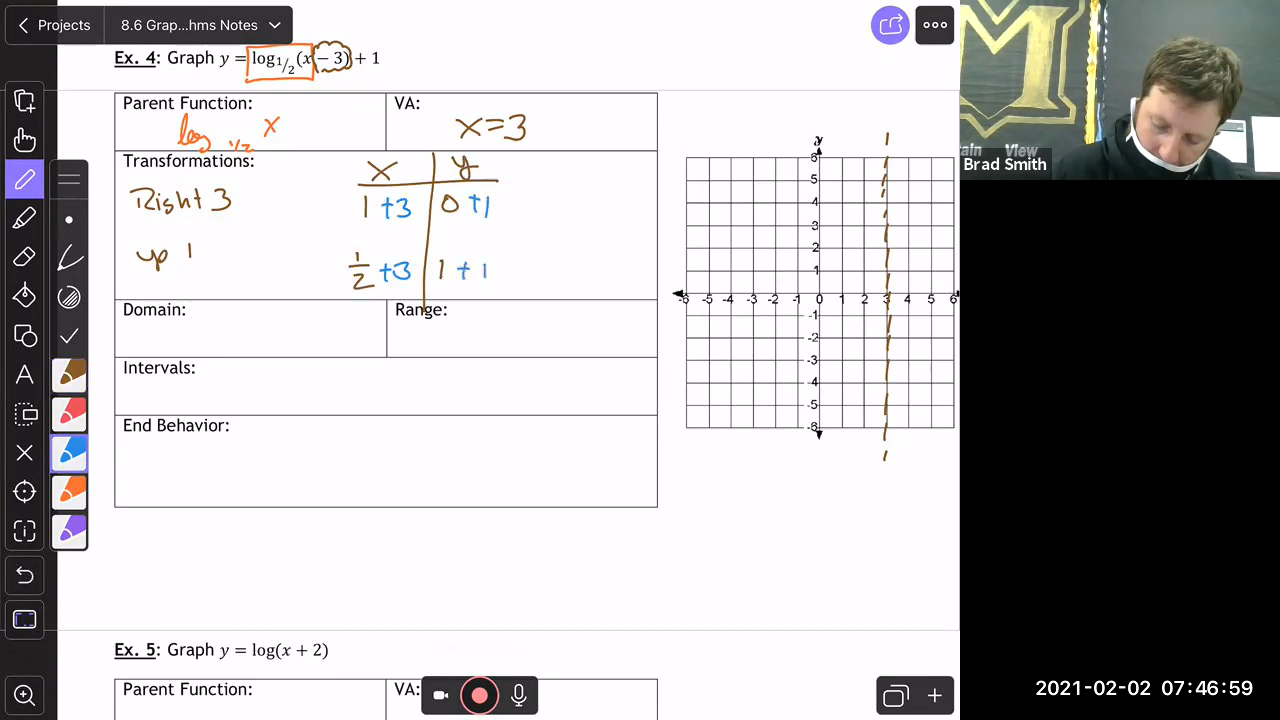 Projects
8.6 Grap...hms Notes
Ex. 4: Graph y = log1/2(x − 3) + 1
Parent Function:
log 1/2 x
VA:
x=3
Transformations:
Right 3
up 1
x y
1 +3 0 +1
1/2 +3 1 +1
Domain:
Range:
Intervals:
End Behavior:
y
6
5
3
2
1
-6 -5 -4 -3 -2 -1 0 1 2 3 4 5 6
-1
-2
-3
-4
-5
-6
Ex. 5: Graph y = log(x + 2)
Parent Function:
VA:
M
tain View
Brad Smith
2021-02-02 07:46:59